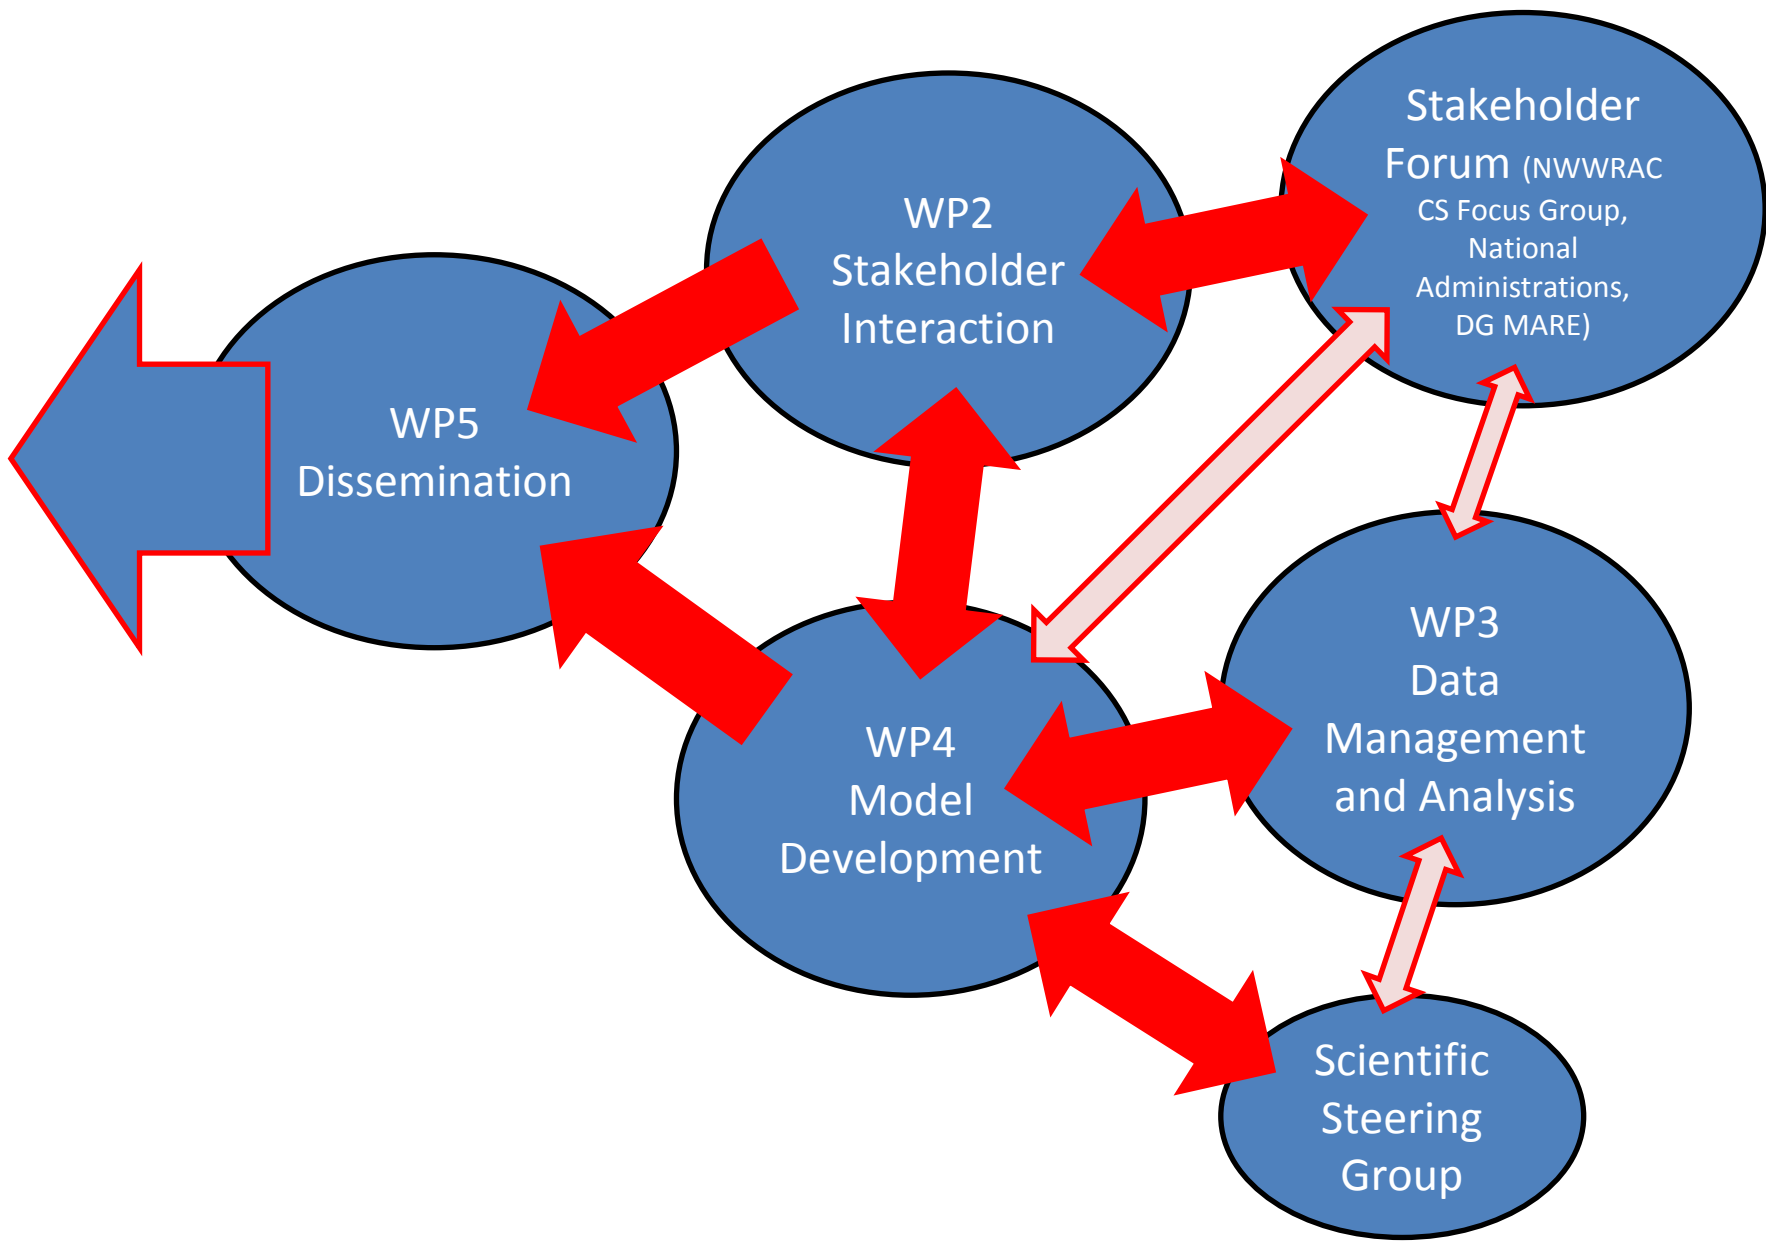 Stakeholder
Forum (NWWRAC
CS Focus Group,
National
Administrations,
DG MARE)
WP2
Stakeholder
Interaction
WP5
Dissemination
WP3
Data
Management
and Analysis
WP4
Model
Development
Scientific
Steering
Group